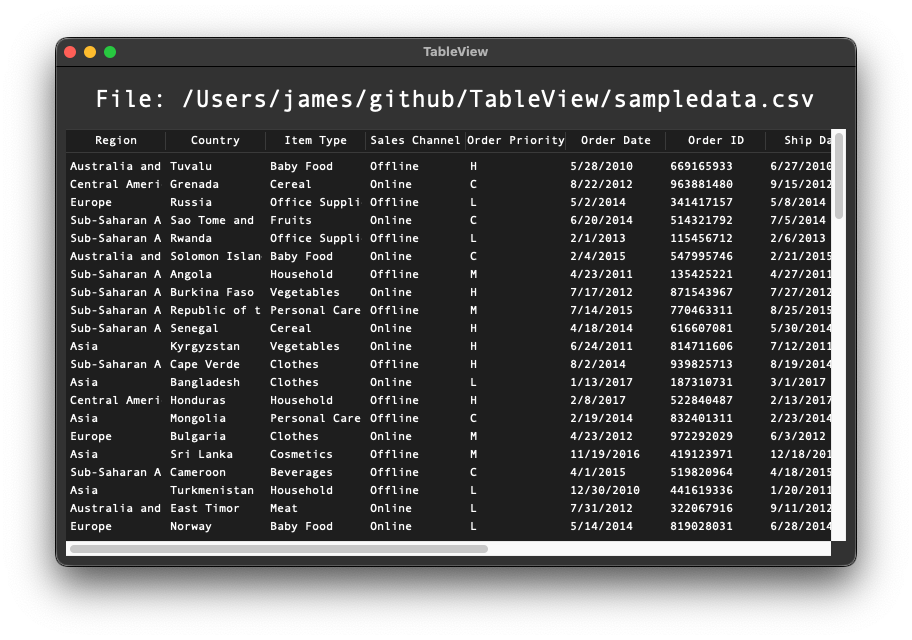 TableView
File: /Users/james/github/TableView/sampledata.csv
Region Country Item Type Sales Channel Order Priority Order Date Order ID Ship Da
Australia and Tuvalu Baby Food Offline H 5/28/2010 669165933 6/27/2010
Central Ameri Grenada Cereal Online C 8/22/2012 963881480 9/15/2012
Europe Russia Office Suppli Offline L 5/2/2014 341417157 5/8/2014
Sub-Saharan A Sao Tome and Fruits Online C 6/20/2014 514321792 7/5/2014
Sub-Saharan A Rwanda Office Suppli Offline L 2/1/2013 115456712 2/6/2013
Australia and Solomon Islan Baby Food Online C 2/4/2015 547995746 2/21/2015
Sub-Saharan A Angola Household Offline M 4/23/2011 135425221 4/27/2011
Sub-Saharan A Burkina Faso Vegetables Online H 7/17/2012 871543967 7/27/2012
Sub-Saharan A Republic of t Personal Care Offline M 7/14/2015 770463311 8/25/2015
Sub-Saharan A Senegal Cereal Online H 4/18/2014 616607081 5/30/2014
Asia Kyrgyzstan Vegetables Online H 6/24/2011 814711606 7/12/2011
Sub-Saharan A Cape Verde Clothes Offline H 8/2/2014 939825713 8/19/2014
Asia Bangladesh Clothes Online L 1/13/2017 187310731 3/1/2017
Central Ameri Honduras Household Offline H 2/8/2017 522840487 2/13/2017
Asia Mongolia Personal Care Offline C 2/19/2014 832401311 2/23/2014
Europe Bulgaria Clothes Online M 4/23/2012 972292029 6/3/2012
Asia Sri Lanka Cosmetics Offline M 11/19/2016 419123971 12/18/201
Sub-Saharan A Cameroon Beverages Offline C 4/1/2015 519820964 4/18/2015
Asia Turkmenistan Household Offline L 12/30/2010 441619336 1/20/2011
Australia and East Timor Meat Online L 7/31/2012 322067916 9/11/2012
Europe Norway Baby Food Online L 5/14/2014 819028031 6/28/2014